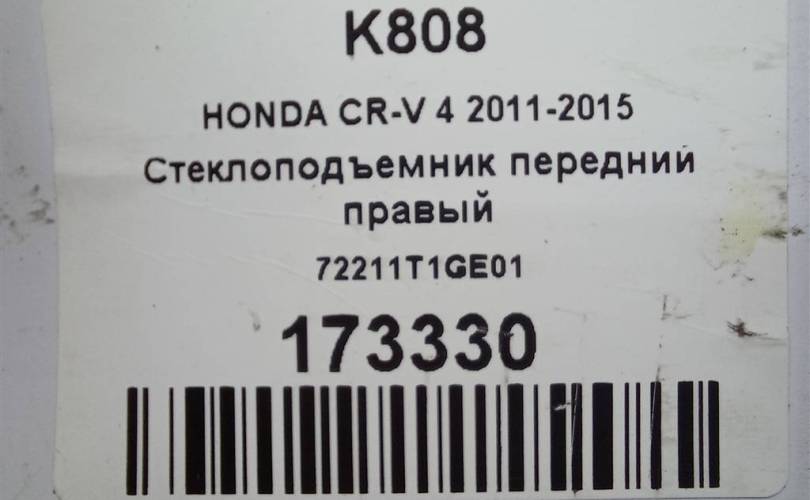 K808
HONDA CR-V 4 2011-2015
Стеклоподъемник передний
правый
72211T1GE01
173330